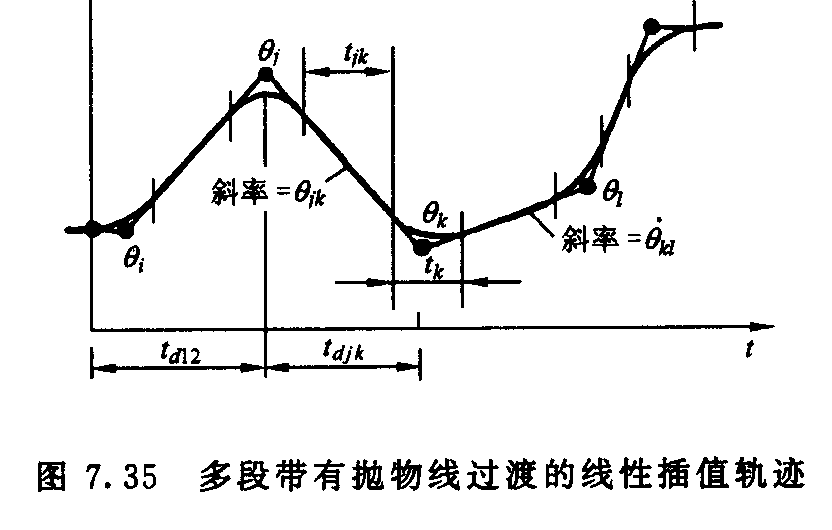 θj
tjk
斜率=θjk
θi
θk
tk
θl
斜率=θ̇kl
t
td12
tdjk
图 7.35 多段带有抛物线过渡的线性插值轨迹